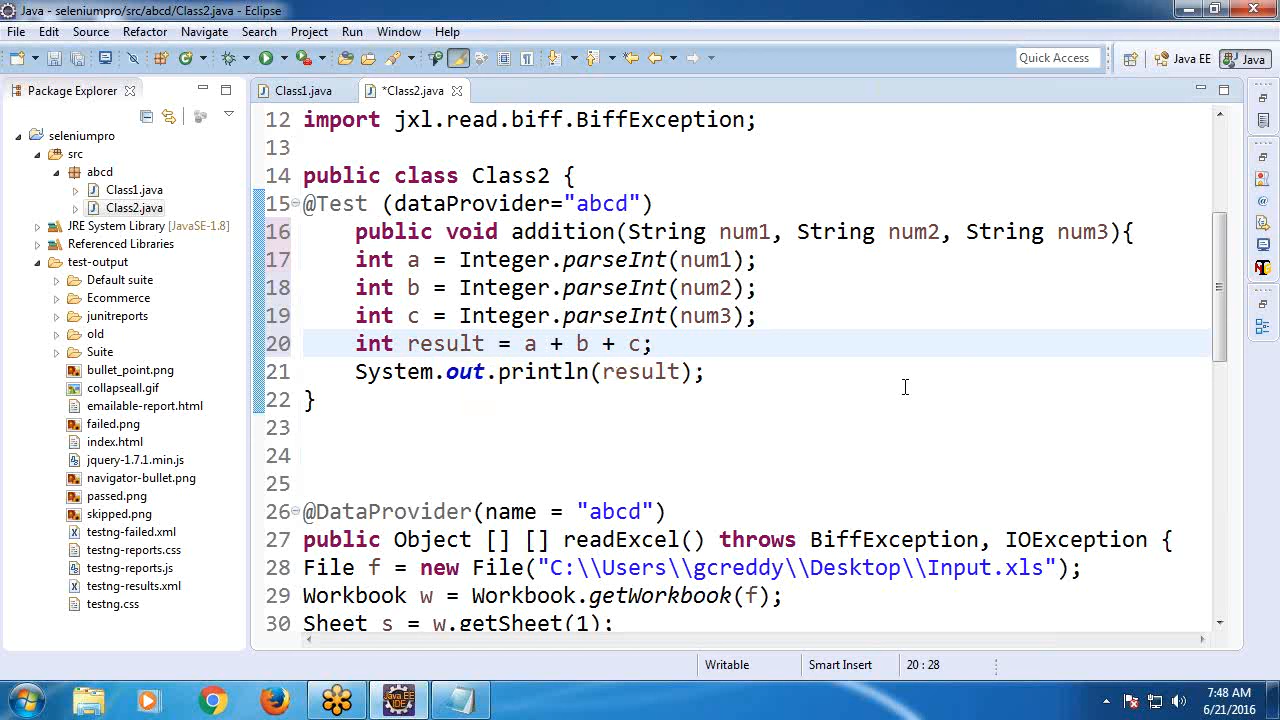 Java - seleniumpro/src/abcd/Class2.java - Eclipse
File Edit Source Refactor Navigate Search Project Run Window Help
Quick Access
Java EE
Java
Package Explorer
seleniumpro
src
abcd
Class1.java
Class2.java
JRE System Library [JavaSE-1.8]
Referenced Libraries
test-output
Default suite
Ecommerce
junitreports
old
Suite
bullet_point.png
collapseall.gif
emailable-report.html
failed.png
index.html
jquery-1.7.1.min.js
navigator-bullet.png
passed.png
skipped.png
testng-failed.xml
testng-reports.css
testng-reports.js
testng-results.xml
testng.css
Class1.java
*Class2.java
12 import jxl.read.biff.BiffException;
13
14 public class Class2 {
15 @Test (dataProvider="abcd")
16 public void addition(String num1, String num2, String num3){
17 int a = Integer.parseInt(num1);
18 int b = Integer.parseInt(num2);
19 int c = Integer.parseInt(num3);
20 int result = a + b + c;
21 System.out.println(result);
22 }
23
24
25
26 @DataProvider(name = "abcd")
27 public Object [] [] readExcel() throws BiffException, IOException {
28 File f = new File("C:\\Users\\gcreddy\\Desktop\\Input.xls");
29 Workbook w = Workbook.getWorkbook(f);
30 Sheet s = w.getSheet(1);
Writable
Smart Insert
20 : 28
Java EE
IDE
7:48 AM
6/21/2016